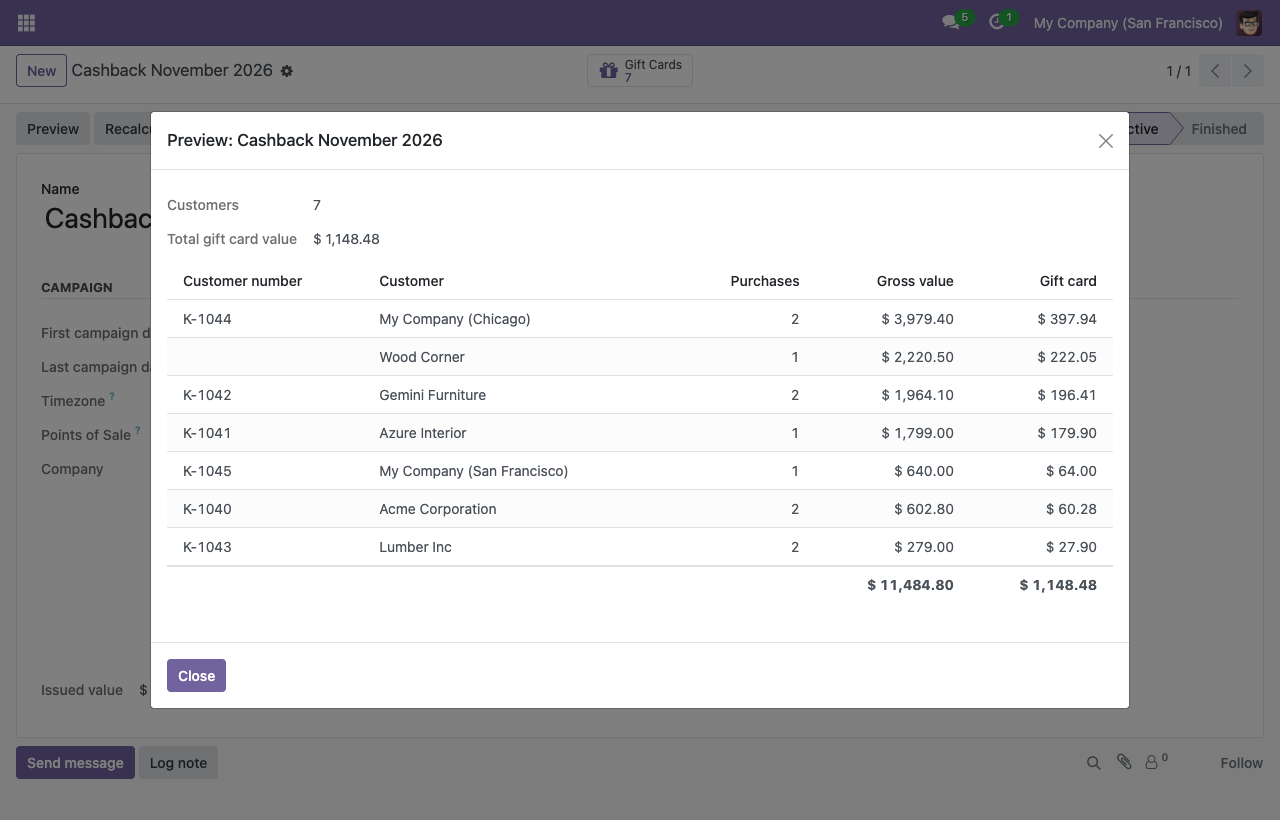 5
1
My Company (San Francisco)
New
Cashback November 2026
Gift Cards
7
1 / 1
Preview
Finished
Preview: Cashback November 2026
Name
Customers 7
Total gift card value $ 1,148.48
Customer number Customer Purchases Gross value Gift card
CAMPAIGN
K-1044 My Company (Chicago) 2 $ 3,979.40 $ 397.94
First campaign
Wood Corner 1 $ 2,220.50 $ 222.05
Last campaign
K-1042 Gemini Furniture 2 $ 1,964.10 $ 196.41
Timezone ?
K-1041 Azure Interior 1 $ 1,799.00 $ 179.90
Points of Sale ?
K-1045 My Company (San Francisco) 1 $ 640.00 $ 64.00
Company
K-1040 Acme Corporation 2 $ 602.80 $ 60.28
K-1043 Lumber Inc 2 $ 279.00 $ 27.90
$ 11,484.80 $ 1,148.48
Close
Issued value $
Send message
Log note
0
Follow